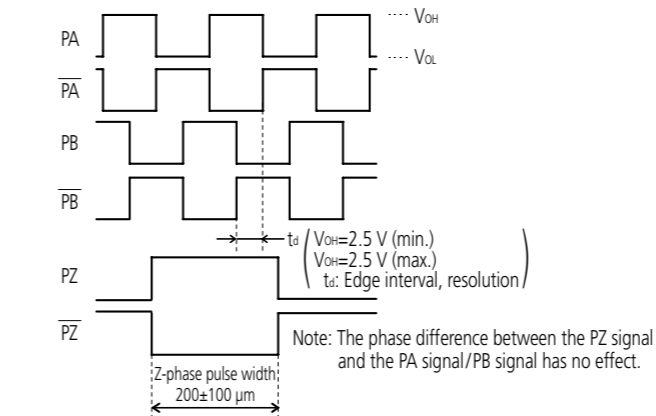 PA
VOH
VOL
PA
PB
PB
td
VOH=2.5 V (min.)
VOH=2.5 V (max.)
td: Edge interval, resolution
PZ
PZ
Note: The phase difference between the PZ signal
and the PA signal/PB signal has no effect.
Z-phase pulse width
200±100 μm